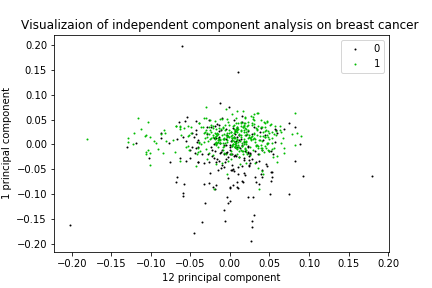 Visualizaion of independent component analysis on breast cancer
0
1
0.20
0.15
0.10
0.05
0.00
−0.05
−0.10
−0.15
−0.20
1 principal component
−0.20 −0.15 −0.10 −0.05 0.00 0.05 0.10 0.15 0.20
12 principal component